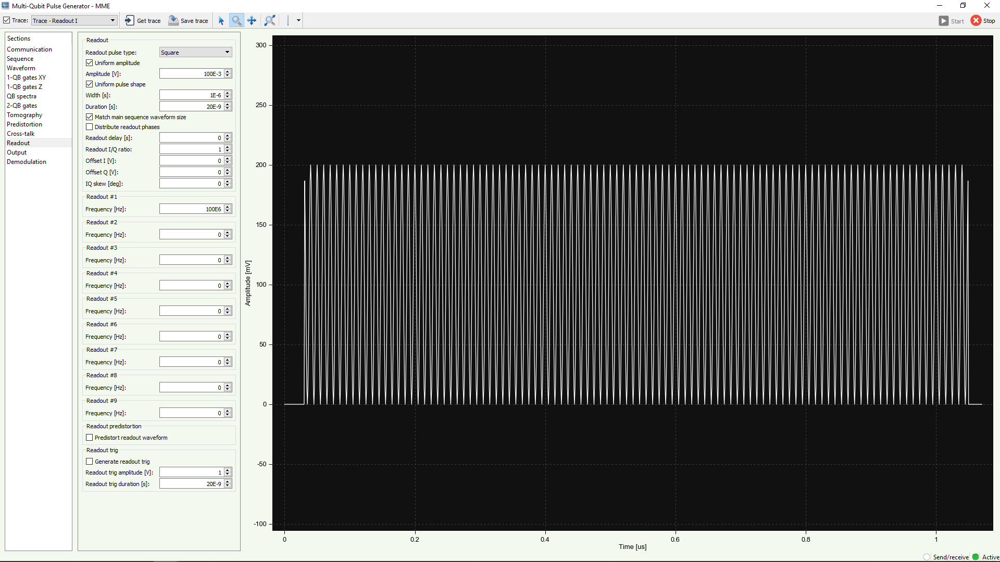 Multi-Qubit Pulse Generator - MME
Trace: Trace - Readout I Get trace Save trace Start Stop
Sections
Communication
Sequence
Waveform
1-QB gates XY
1-QB gates Z
QB spectra
2-QB gates
Tomography
Predistortion
Cross-talk
Readout
Output
Demodulation
Readout
Readout pulse type: Square
Uniform amplitude
Amplitude [V]: 100E-3
Uniform pulse shape
Width [s]: 1E-6
Duration [s]: 20E-9
Match main sequence waveform size
Distribute readout phases
Readout delay [s]: 0
Readout I/Q ratio: 1
Offset I [V]: 0
Offset Q [V]: 0
IQ skew [deg]: 0
Readout #1
Frequency [Hz]: 100E6
Readout #2
Frequency [Hz]: 0
Readout #3
Frequency [Hz]: 0
Readout #4
Frequency [Hz]: 0
Readout #5
Frequency [Hz]: 0
Readout #6
Frequency [Hz]: 0
Readout #7
Frequency [Hz]: 0
Readout #8
Frequency [Hz]: 0
Readout #9
Frequency [Hz]: 0
Readout predistortion
Predistort readout waveform
Readout trig
Generate readout trig
Readout trig amplitude [V]: 1
Readout trig duration [s]: 20E-9
Amplitude [mV]
300
250
200
150
100
50
0
-50
-100
0 0.2 0.4 0.6 0.8 1
Time [us]
Send/receive Active